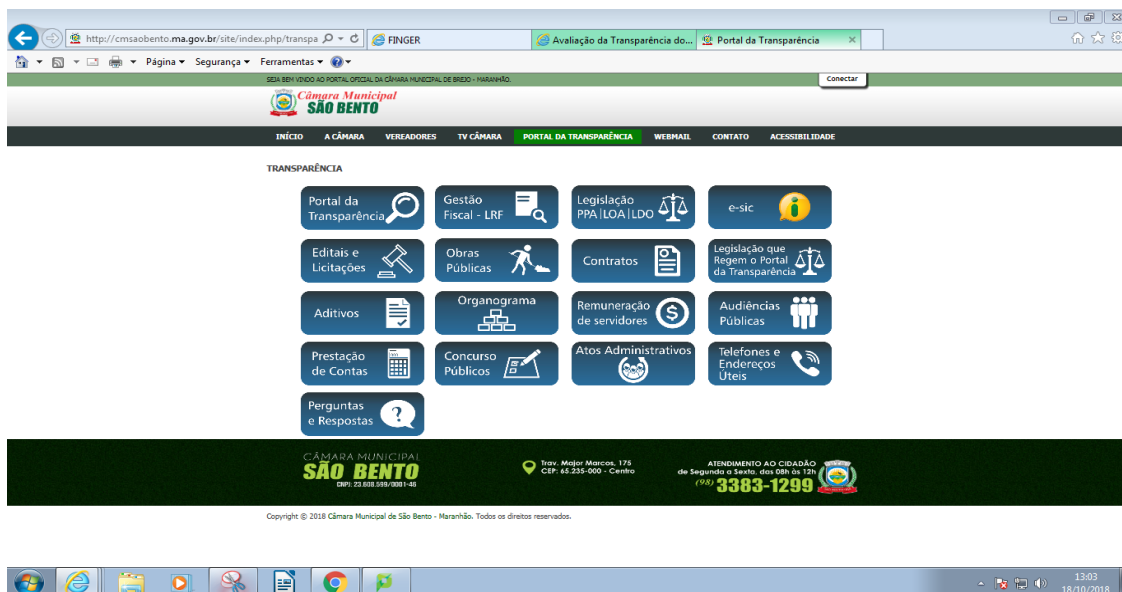 http://cmsaobento.ma.gov.br/site/index.php/transpa
FINGER
Avaliação da Transparência do...
Portal da Transparência
Página
Segurança
Ferramentas
SEJA BEM VINDO AO PORTAL OFICIAL DA CÂMARA MUNICIPAL DE BREJO - MARANHÃO.
Conectar
Câmara Municipal
SÃO BENTO
INÍCIO A CÂMARA VEREADORES TV CÂMARA PORTAL DA TRANSPARÊNCIA WEBMAIL CONTATO ACESSIBILIDADE
TRANSPARÊNCIA
Portal da
Transparência
Gestão
Fiscal - LRF
Legislação
PPA|LOA|LDO
e-sic
Editais e
Licitações
Obras
Públicas
Contratos
Legislação que
Regem o Portal
da Transparência
Aditivos
Organograma
Remuneração
de servidores
Audiências
Públicas
Prestação
de Contas
Concurso
Públicos
Atos Administrativos
Telefones e
Endereços
Úteis
Perguntas
e Respostas
CÂMARA MUNICIPAL
SÃO BENTO
CNPJ: 23.608.599/0001-46
Trav. Major Marcos, 175
CEP: 65.235-000 - Centro
ATENDIMENTO AO CIDADÃO
de Segunda a Sexta, das 08h às 12h
(98) 3383-1299
Copyright © 2018 Câmara Municipal de São Bento - Maranhão. Todos os direitos reservados.
13:03
18/10/2018